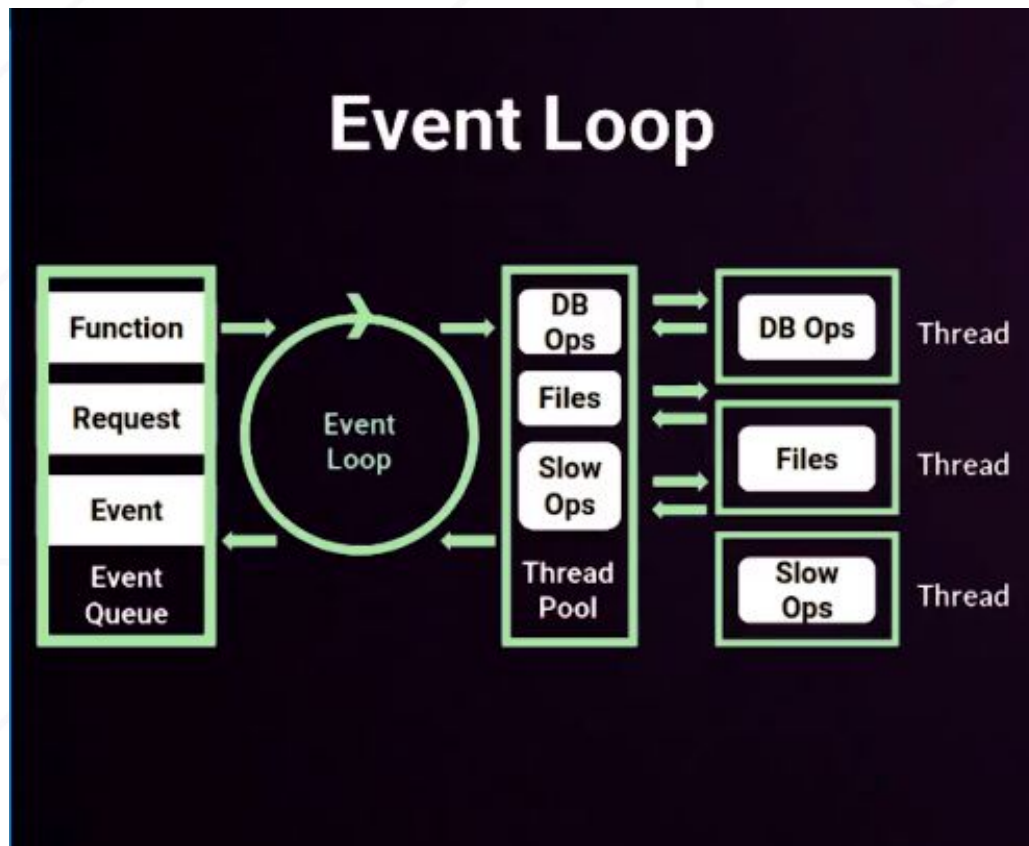 Event Loop
Function
Request
Event
Event
Queue
Event
Loop
DB
Ops
Files
Slow
Ops
Thread
Pool
DB Ops
Thread
Files
Thread
Slow
Ops
Thread